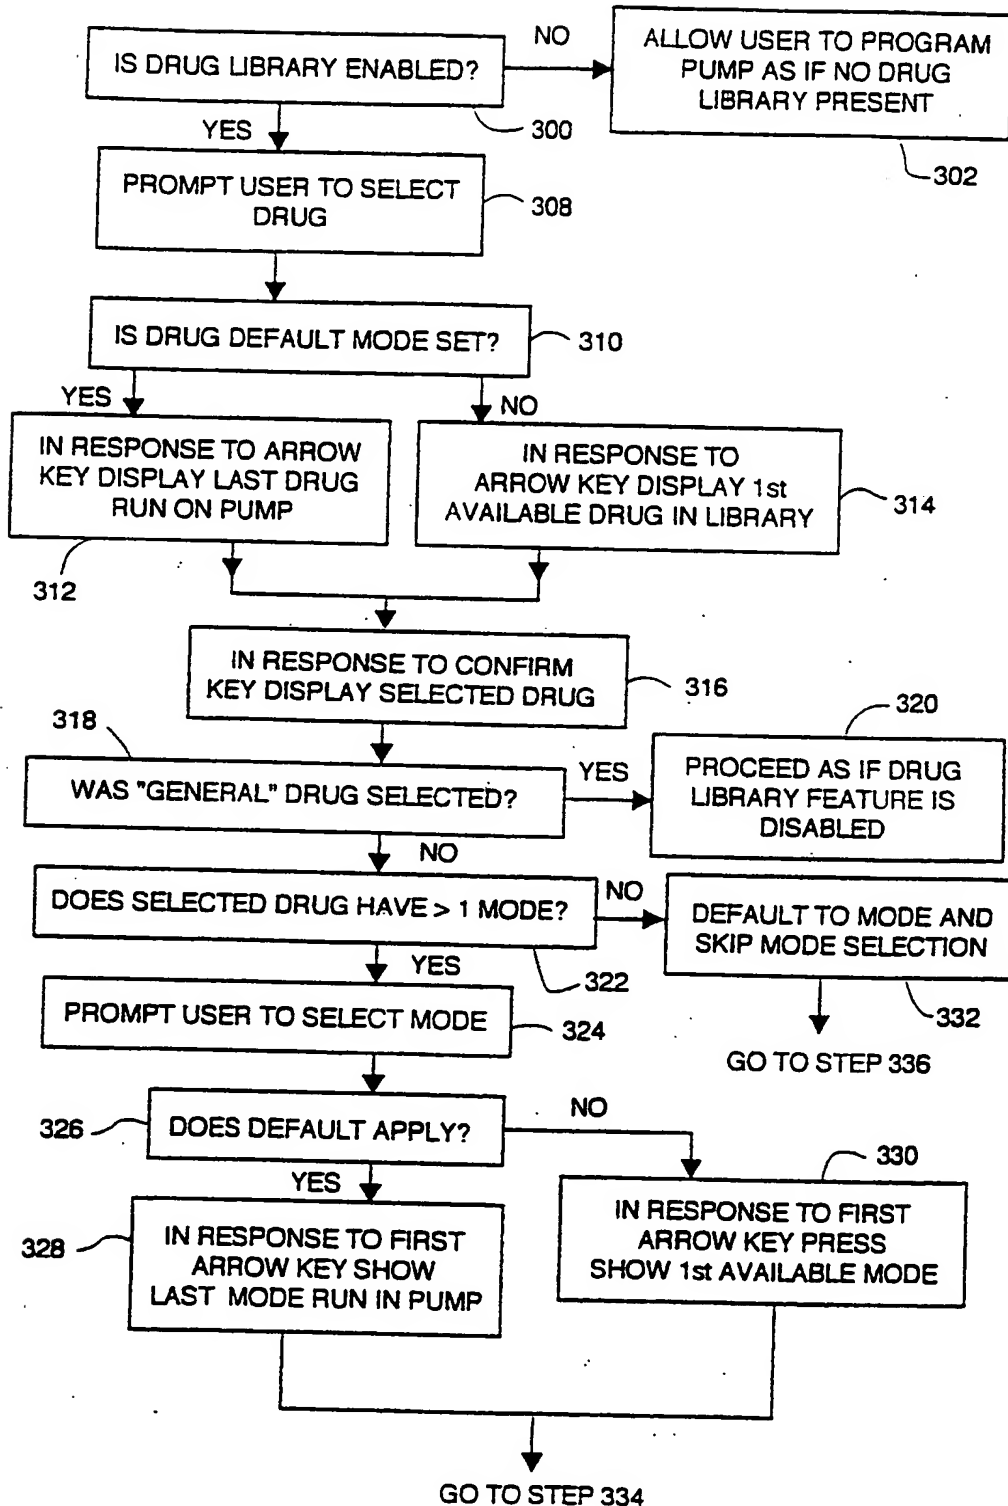 NO
IS DRUG LIBRARY ENABLED?
ALLOW USER TO PROGRAM
PUMP AS IF NO DRUG
LIBRARY PRESENT
YES
300
302
PROMPT USER TO SELECT
DRUG
308
IS DRUG DEFAULT MODE SET?
310
YES
NO
IN RESPONSE TO ARROW
KEY DISPLAY LAST DRUG
RUN ON PUMP
312
IN RESPONSE TO
ARROW KEY DISPLAY 1st
AVAILABLE DRUG IN LIBRARY
314
IN RESPONSE TO CONFIRM
KEY DISPLAY SELECTED DRUG
316
318
WAS "GENERAL" DRUG SELECTED?
YES
320
PROCEED AS IF DRUG
LIBRARY FEATURE IS
DISABLED
NO
DOES SELECTED DRUG HAVE > 1 MODE?
NO
322
DEFAULT TO MODE AND
SKIP MODE SELECTION
332
GO TO STEP 336
YES
PROMPT USER TO SELECT MODE
324
326
DOES DEFAULT APPLY?
NO
YES
328
IN RESPONSE TO FIRST
ARROW KEY SHOW
LAST MODE RUN IN PUMP
330
IN RESPONSE TO FIRST
ARROW KEY PRESS
SHOW 1st AVAILABLE MODE
GO TO STEP 334